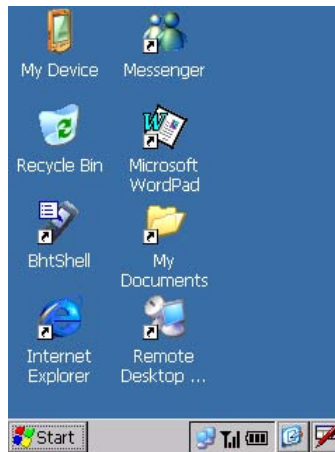 My Device
Messenger
Recycle Bin
Microsoft
WordPad
BhtShell
My
Documents
Internet
Explorer
Remote
Desktop ...
Start